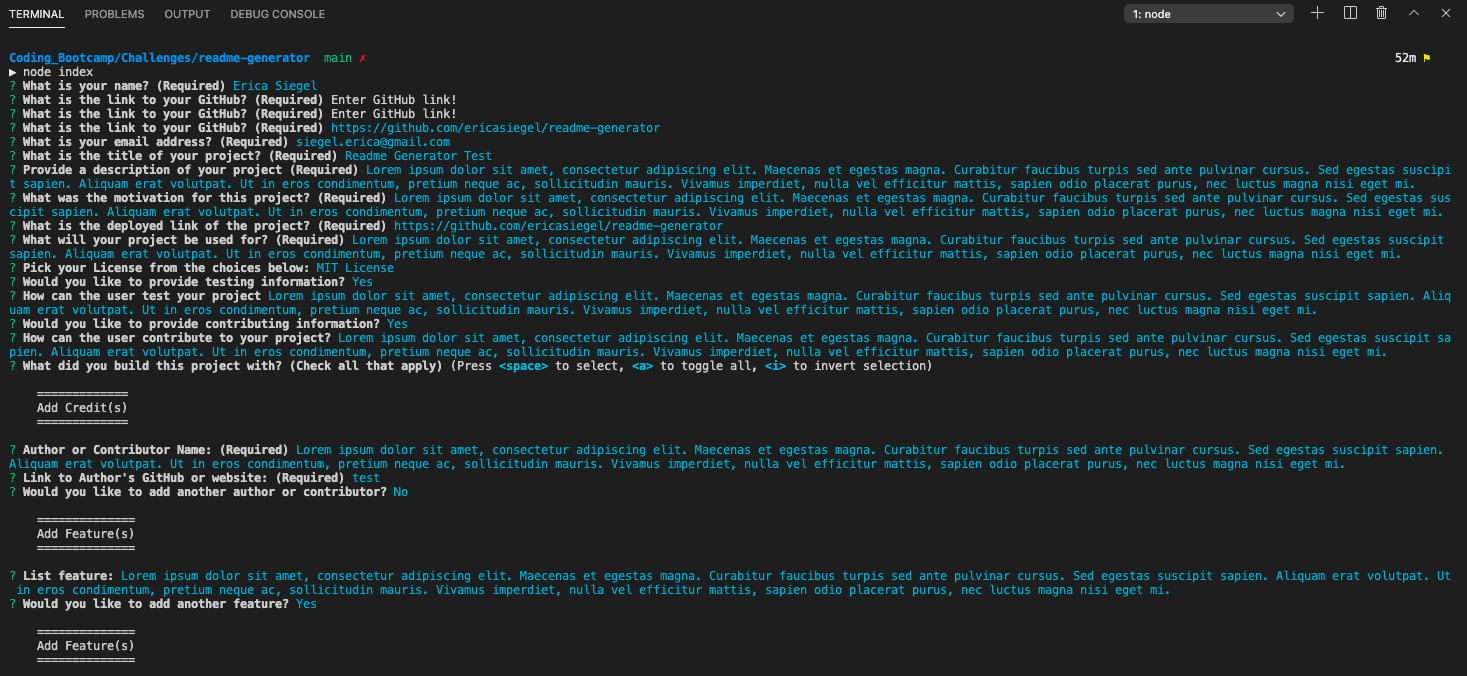 TERMINAL PROBLEMS OUTPUT DEBUG CONSOLE 1: node
Coding_Bootcamp/Challenges/readme-generator main ✗ 52m
▶ node index
? What is your name? (Required) Erica Siegel
? What is the link to your GitHub? (Required) Enter GitHub link!
? What is the link to your GitHub? (Required) Enter GitHub link!
? What is the link to your GitHub? (Required) https://github.com/ericasiegel/readme-generator
? What is your email address? (Required) siegel.erica@gmail.com
? What is the title of your project? (Required) Readme Generator Test
? Provide a description of your project (Required) Lorem ipsum dolor sit amet, consectetur adipiscing elit. Maecenas et egestas magna. Curabitur faucibus turpis sed ante pulvinar cursus. Sed egestas suscipi
t sapien. Aliquam erat volutpat. Ut in eros condimentum, pretium neque ac, sollicitudin mauris. Vivamus imperdiet, nulla vel efficitur mattis, sapien odio placerat purus, nec luctus magna nisi eget mi.
? What was the motivation for this project? (Required) Lorem ipsum dolor sit amet, consectetur adipiscing elit. Maecenas et egestas magna. Curabitur faucibus turpis sed ante pulvinar cursus. Sed egestas sus
cipit sapien. Aliquam erat volutpat. Ut in eros condimentum, pretium neque ac, sollicitudin mauris. Vivamus imperdiet, nulla vel efficitur mattis, sapien odio placerat purus, nec luctus magna nisi eget mi.
? What is the deployed link of the project? (Required) https://github.com/ericasiegel/readme-generator
? What will your project be used for? (Required) Lorem ipsum dolor sit amet, consectetur adipiscing elit. Maecenas et egestas magna. Curabitur faucibus turpis sed ante pulvinar cursus. Sed egestas suscipit
sapien. Aliquam erat volutpat. Ut in eros condimentum, pretium neque ac, sollicitudin mauris. Vivamus imperdiet, nulla vel efficitur mattis, sapien odio placerat purus, nec luctus magna nisi eget mi.
? Pick your License from the choices below: MIT License
? Would you like to provide testing information? Yes
? How can the user test your project Lorem ipsum dolor sit amet, consectetur adipiscing elit. Maecenas et egestas magna. Curabitur faucibus turpis sed ante pulvinar cursus. Sed egestas suscipit sapien. Aliq
uam erat volutpat. Ut in eros condimentum, pretium neque ac, sollicitudin mauris. Vivamus imperdiet, nulla vel efficitur mattis, sapien odio placerat purus, nec luctus magna nisi eget mi.
? Would you like to provide contributing information? Yes
? How can the user contribute to your project? Lorem ipsum dolor sit amet, consectetur adipiscing elit. Maecenas et egestas magna. Curabitur faucibus turpis sed ante pulvinar cursus. Sed egestas suscipit sa
pien. Aliquam erat volutpat. Ut in eros condimentum, pretium neque ac, sollicitudin mauris. Vivamus imperdiet, nulla vel efficitur mattis, sapien odio placerat purus, nec luctus magna nisi eget mi.
? What did you build this project with? (Check all that apply) (Press <space> to select, <a> to toggle all, <i> to invert selection)
=============
Add Credit(s)
=============
? Author or Contributor Name: (Required) Lorem ipsum dolor sit amet, consectetur adipiscing elit. Maecenas et egestas magna. Curabitur faucibus turpis sed ante pulvinar cursus. Sed egestas suscipit sapien.
Aliquam erat volutpat. Ut in eros condimentum, pretium neque ac, sollicitudin mauris. Vivamus imperdiet, nulla vel efficitur mattis, sapien odio placerat purus, nec luctus magna nisi eget mi.
? Link to Author's GitHub or website: (Required) test
? Would you like to add another author or contributor? No
==============
Add Feature(s)
==============
? List feature: Lorem ipsum dolor sit amet, consectetur adipiscing elit. Maecenas et egestas magna. Curabitur faucibus turpis sed ante pulvinar cursus. Sed egestas suscipit sapien. Aliquam erat volutpat. Ut
in eros condimentum, pretium neque ac, sollicitudin mauris. Vivamus imperdiet, nulla vel efficitur mattis, sapien odio placerat purus, nec luctus magna nisi eget mi.
? Would you like to add another feature? Yes
==============
Add Feature(s)
==============